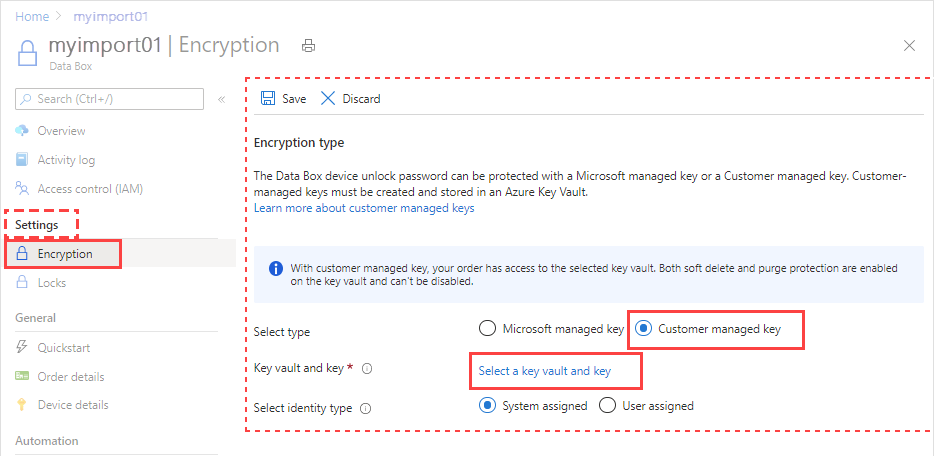 Home > myimport01
myimport01 | Encryption
Data Box
Search (Ctrl+/)
«
Overview
Activity log
Access control (IAM)
Settings
Encryption
Locks
General
Quickstart
Order details
Device details
Automation
Save
Discard
Encryption type
The Data Box device unlock password can be protected with a Microsoft managed key or a Customer managed key. Customer-
managed keys must be created and stored in an Azure Key Vault.
Learn more about customer managed keys
With customer managed key, your order has access to the selected key vault. Both soft delete and purge protection are enabled
on the key vault and can't be disabled.
Select type
Microsoft managed key
Customer managed key
Key vault and key *
Select a key vault and key
Select identity type
System assigned
User assigned